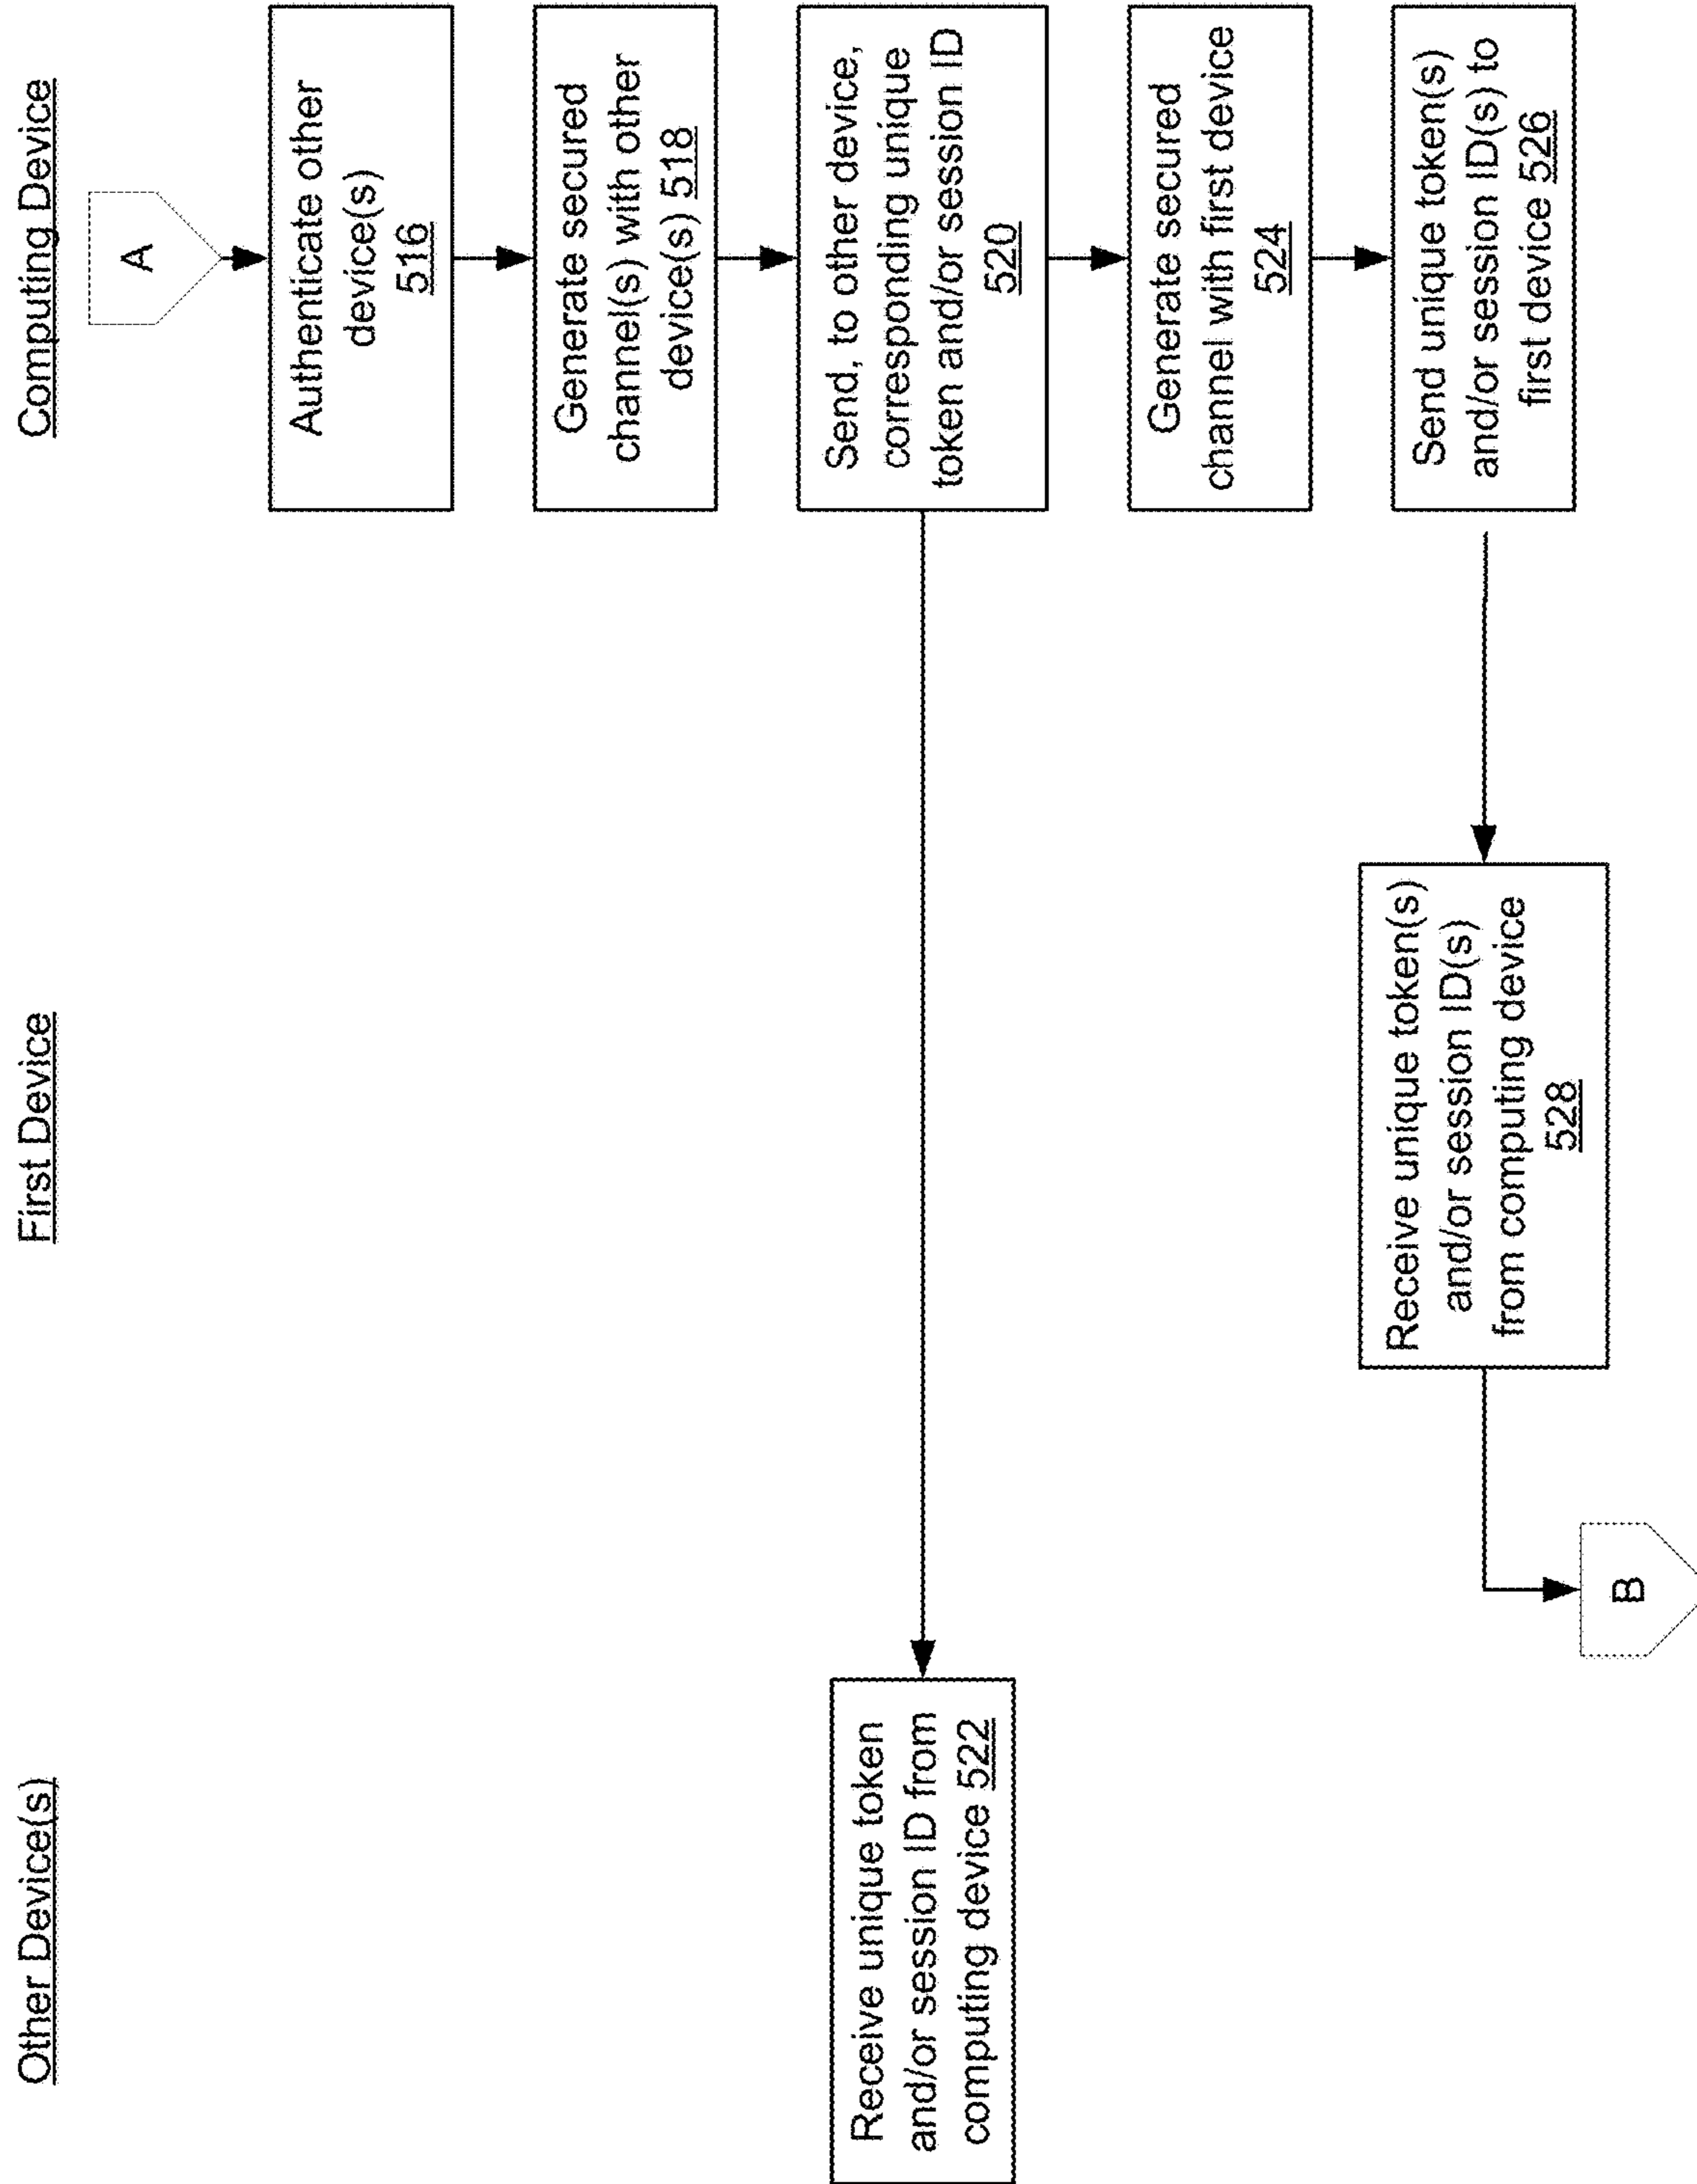 Other Device(s)
First Device
Computing Device
A
Authenticate other
device(s)
516
Generate secured
channel(s) with other
device(s) 518
Send, to other device,
corresponding unique
token and/or session ID
520
Receive unique token
and/or session ID from
computing device 522
Generate secured
channel with first device
524
Send unique token(s)
and/or session ID(s) to
first device 526
Receive unique token(s)
and/or session ID(s)
from computing device
528
B